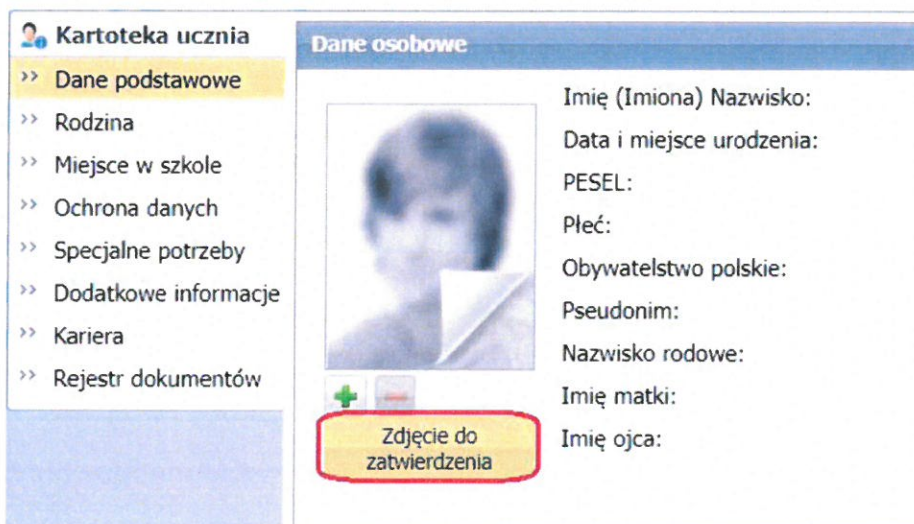 Kartoteka ucznia
Dane podstawowe
Rodzina
Miejsce w szkole
Ochrona danych
Specjalne potrzeby
Dodatkowe informacje
Kariera
Rejestr dokumentów
Dane osobowe
Imię (Imiona) Nazwisko:
Data i miejsce urodzenia:
PESEL:
Płeć:
Obywatelstwo polskie:
Pseudonim:
Nazwisko rodowe:
Imię matki:
Imię ojca:
Zdjęcie do
zatwierdzenia